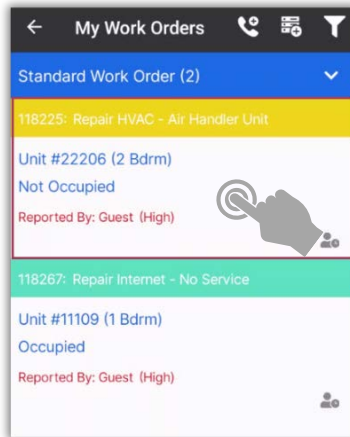 My Work Orders
Standard Work Order (2)
118225: Repair HVAC - Air Handler Unit
Unit #22206 (2 Bdrm)
Not Occupied
Reported By: Guest (High)
118267: Repair Internet - No Service
Unit #11109 (1 Bdrm)
Occupied
Reported By: Guest (High)